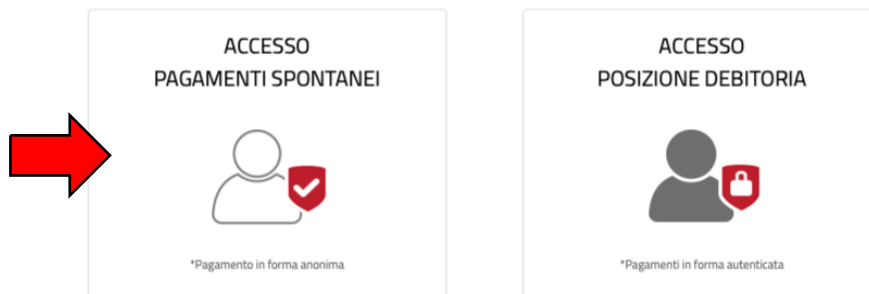 ACCESSO
PAGAMENTI SPONTANEI
*Pagamento in forma anonima
ACCESSO
POSIZIONE DEBITORIA
*Pagamenti in forma autenticata